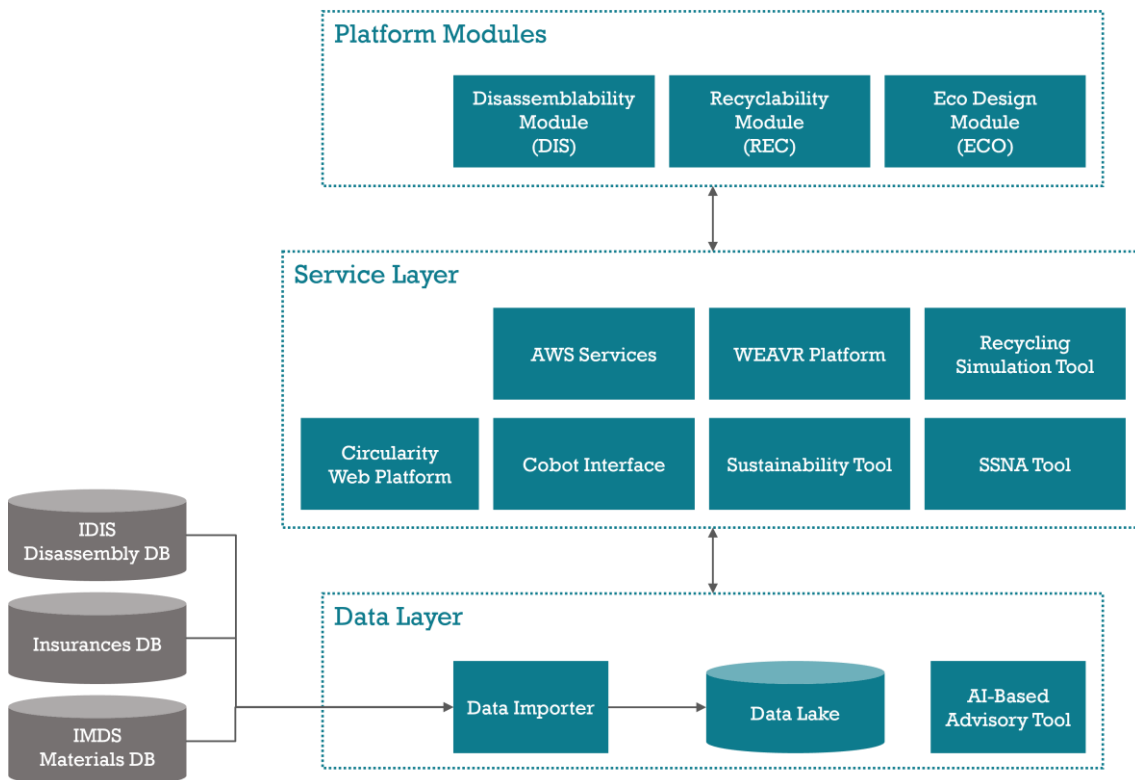 Platform Modules
Disassemblability
Module
(DIS)
Recyclability
Module
(REC)
Eco Design
Module
(ECO)
Service Layer
AWS Services
WEAVR Platform
Recycling
Simulation Tool
Circularity
Web Platform
Cobot Interface
Sustainability Tool
SSNA Tool
IDIS
Disassembly DB
Insurances DB
IMDS
Materials DB
Data Layer
Data Importer
Data Lake
AI-Based
Advisory Tool